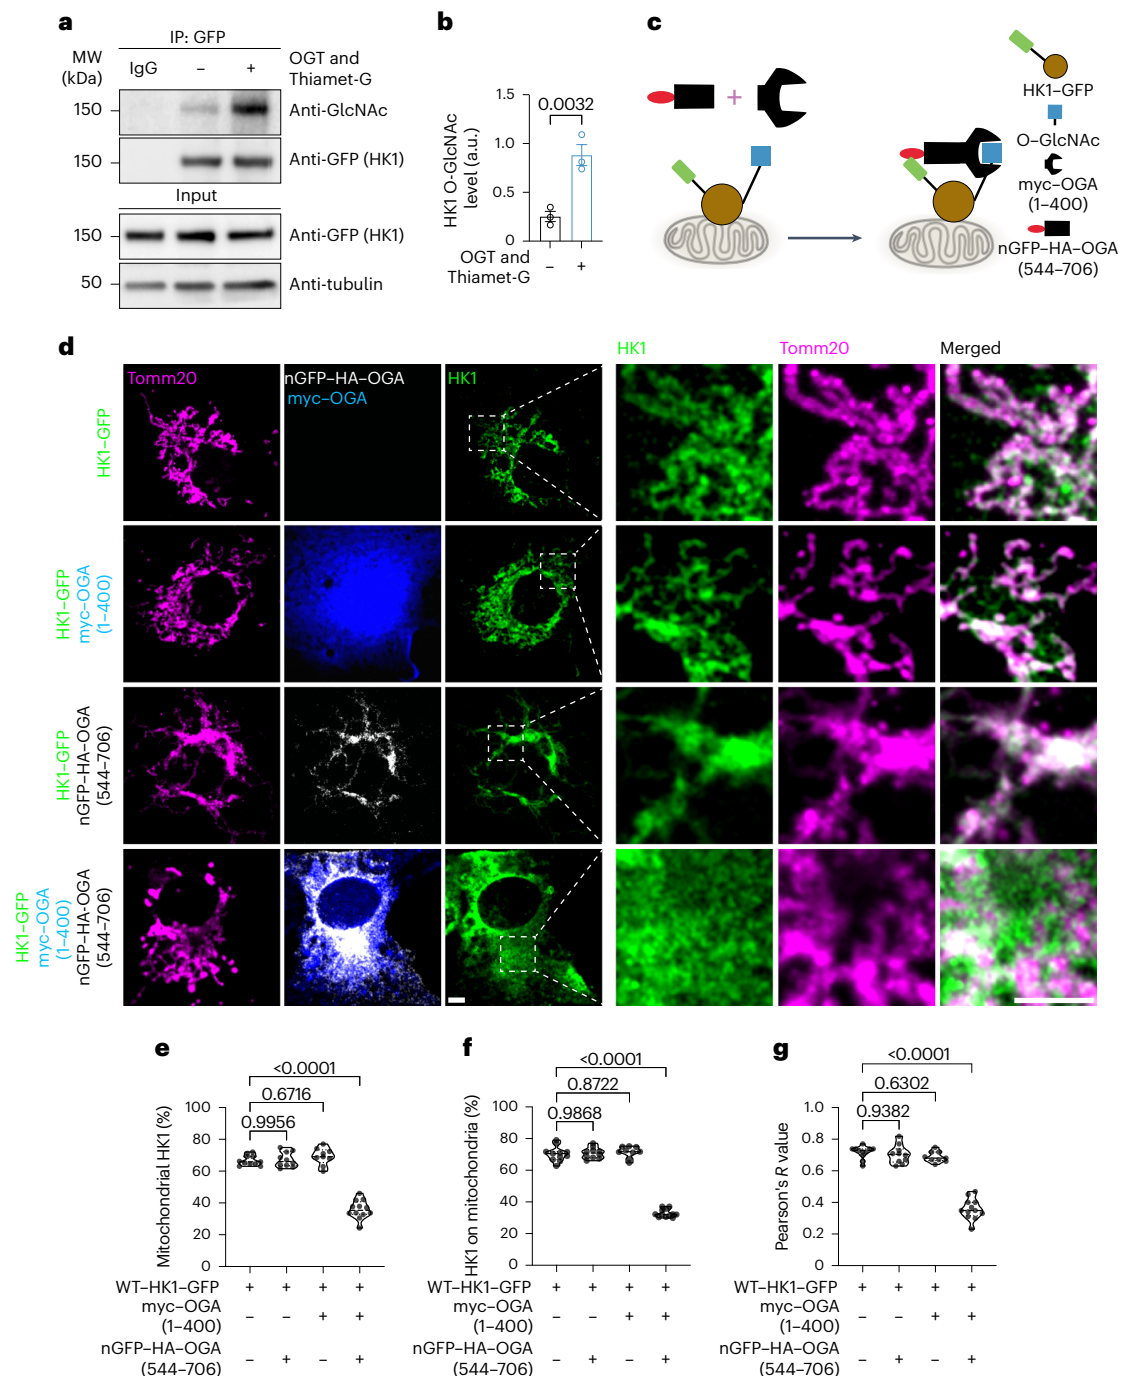 a
IP: GFP
MW
(kDa)
IgG
–
+
OGT and
Thiamet-G
150
Anti-GlcNAc
150
Anti-GFP (HK1)
Input
150
Anti-GFP (HK1)
50
Anti-tubulin
b
HK1 O-GlcNAc
level (a.u.)
1.5
1.0
0.5
0
0.0032
OGT and
Thiamet-G
–
+
c
+
HK1–GFP
O–GlcNAc
myc–OGA
(1–400)
nGFP–HA–OGA
(544–706)
d
HK1
Tomm20
Merged
Tomm20
nGFP–HA–OGA
myc–OGA
HK1
HK1–GFP
HK1–GFP
myc–OGA
(1–400)
HK1–GFP
nGFP–HA–OGA
(544–706)
HK1–GFP
myc–OGA
(1–400)
nGFP–HA-OGA
(544–706)
e
Mitochondrial HK1 (%)
100
80
60
40
20
0
<0.0001
0.6716
0.9956
WT–HK1–GFP + + + +
myc–OGA
(1–400) – – + +
nGFP–HA–OGA
(544–706) – + – +
f
HK1 on mitochondria (%)
100
80
60
40
20
0
<0.0001
0.8722
0.9868
WT–HK1–GFP + + + +
myc–OGA
(1–400) – – + +
nGFP–HA–OGA
(544–706) – + – +
g
Pearson's R value
1.0
0.8
0.6
0.4
0.2
0
<0.0001
0.6302
0.9382
WT–HK1–GFP + + + +
myc–OGA
(1–400) – – + +
nGFP–HA–OGA
(544–706) – + – +